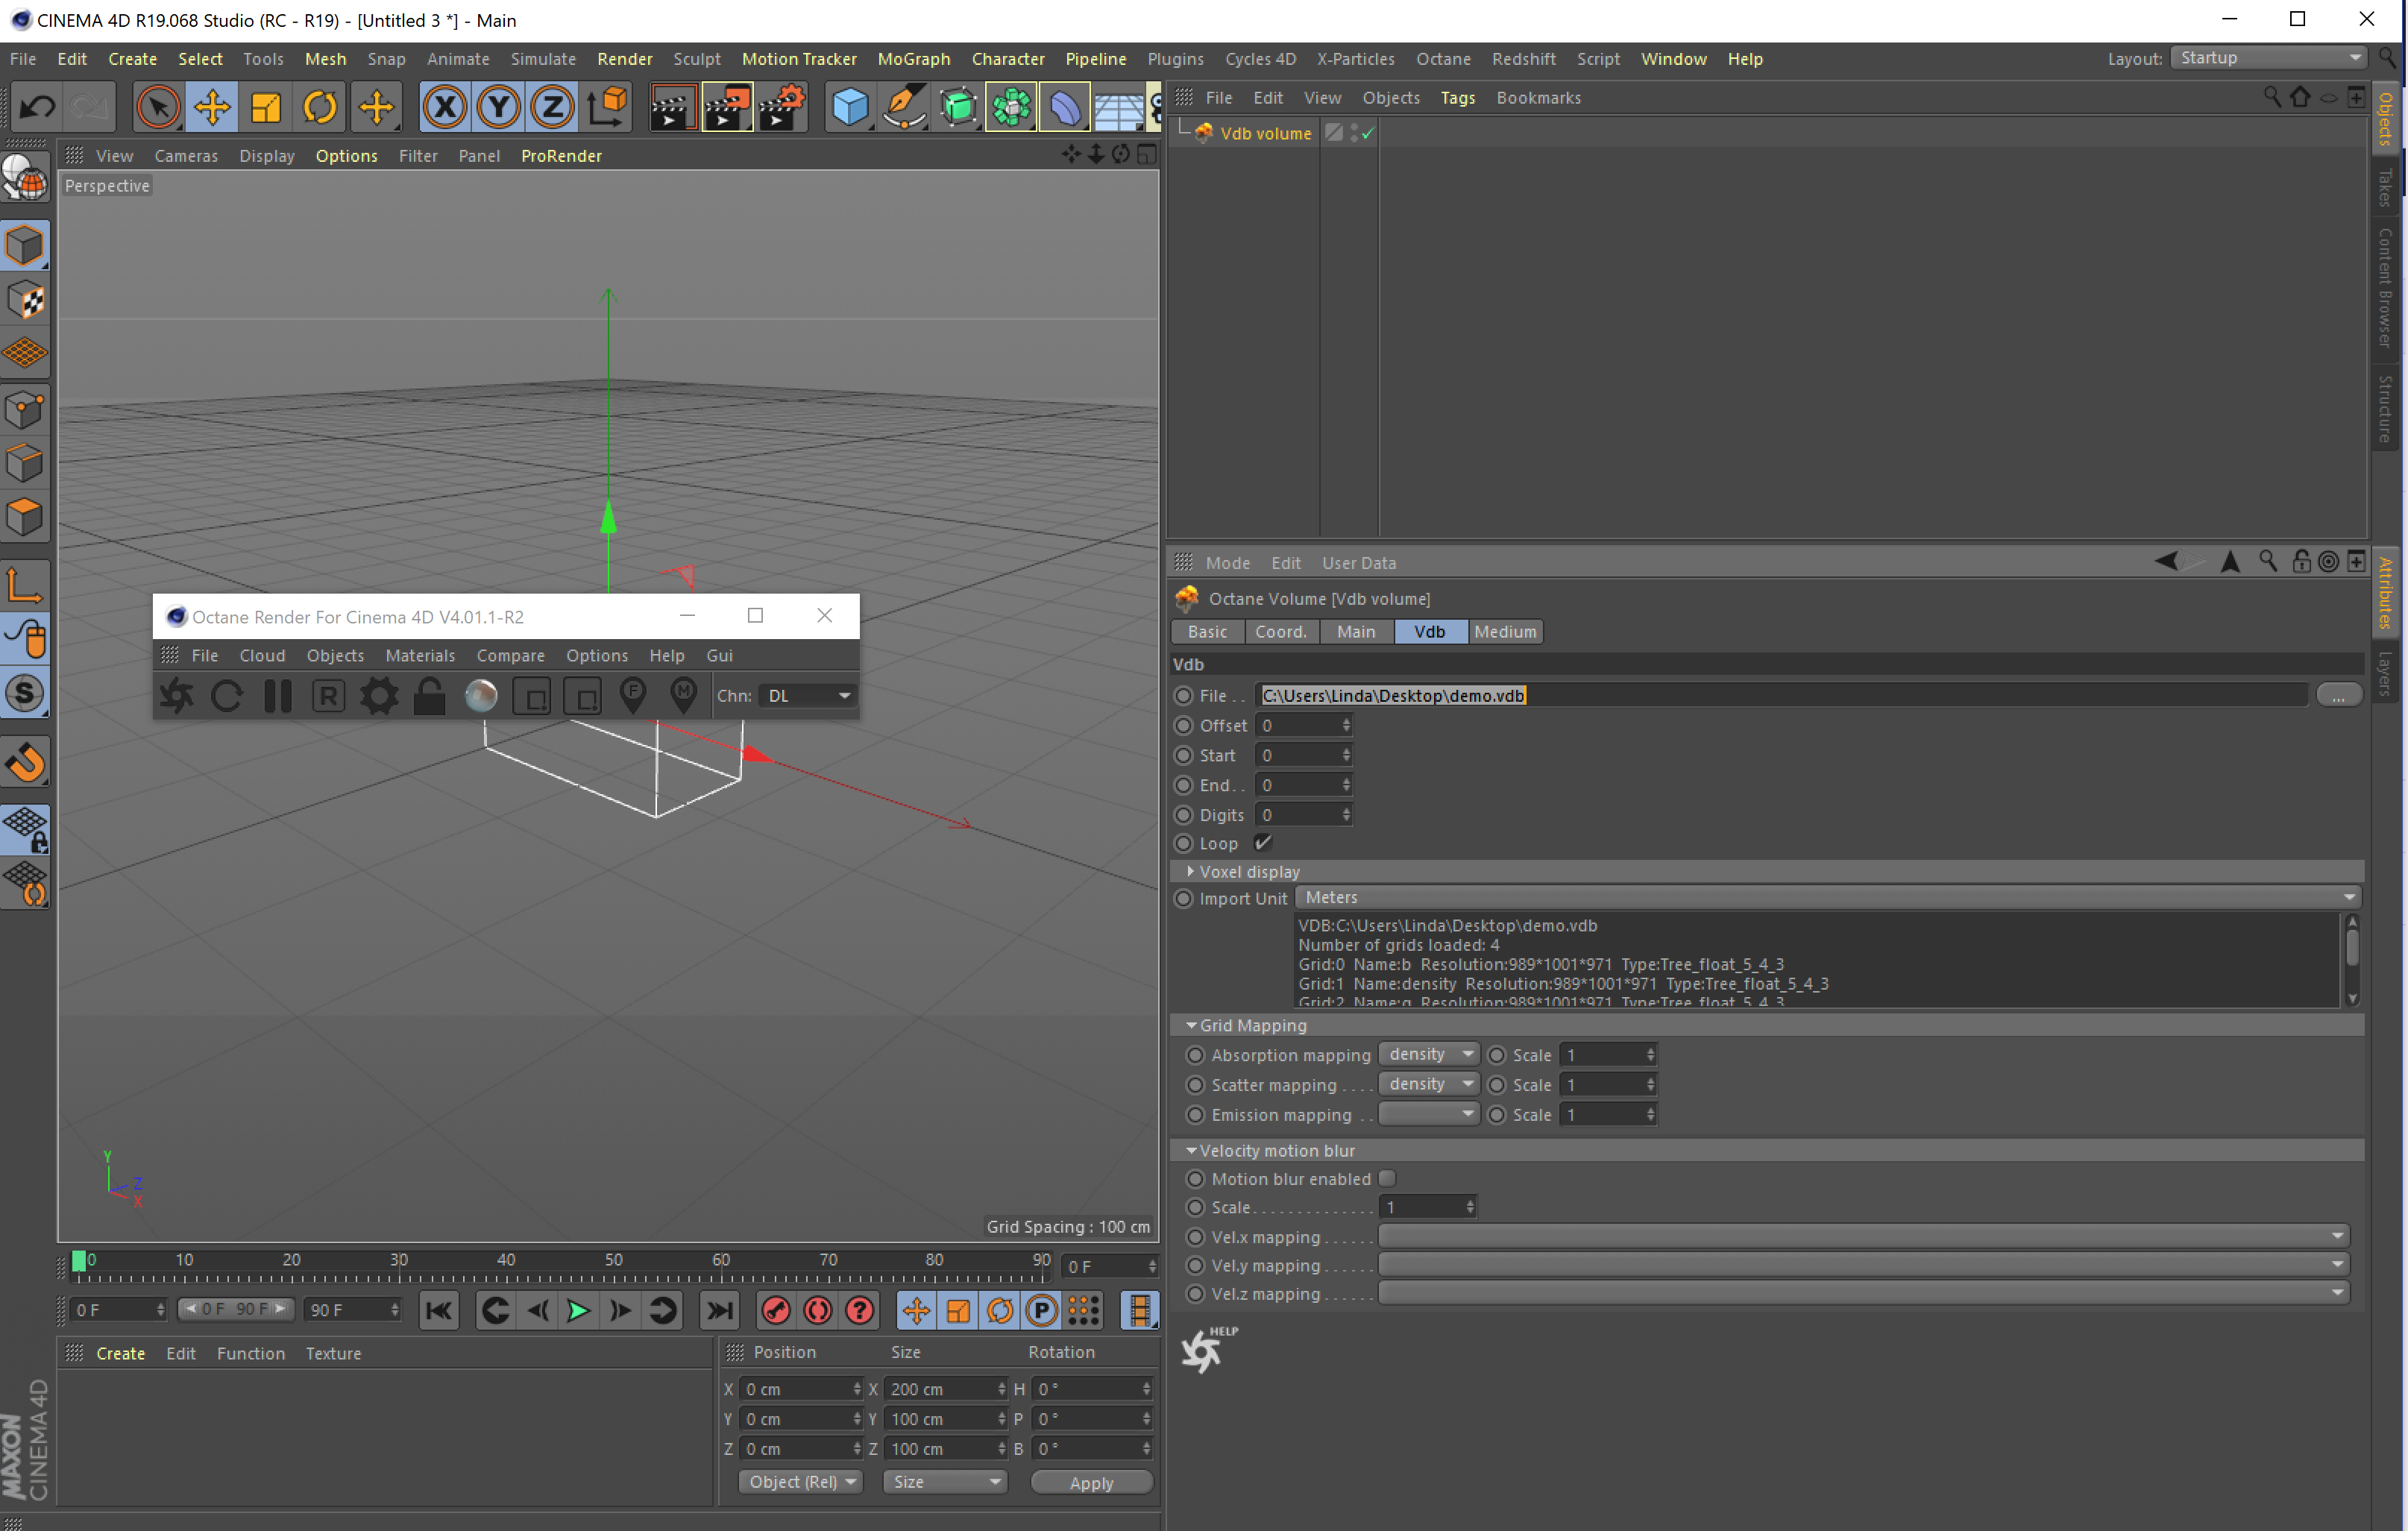 CINEMA 4D R19.068 Studio (RC - R19) - [Untitled 3 *] - Main
File Edit Create Select Tools Mesh Snap Animate Simulate Render Sculpt Motion Tracker MoGraph Character Pipeline Plugins Cycles 4D X-Particles Octane Redshift Script Window Help Layout: Startup
X Y Z
File Edit View Objects Tags Bookmarks
Vdb volume
Objects
Takes
Content Browser
Structure
View Cameras Display Options Filter Panel ProRender
Perspective
Mode Edit User Data
Attributes
Layers
Octane Volume [Vdb volume]
Basic Coord. Main Vdb Medium
Vdb
File . . C:\Users\Linda\Desktop\demo.vdb ...
Offset 0
Start 0
End . . 0
Digits 0
Loop
Voxel display
Import Unit Meters
VDB:C:\Users\Linda\Desktop\demo.vdb
Number of grids loaded: 4
Grid:0 Name:b Resolution:989*1001*971 Type:Tree_float_5_4_3
Grid:1 Name:density Resolution:989*1001*971 Type:Tree_float_5_4_3
Grid:2 Name:g Resolution:989*1001*971 Type:Tree_float_5_4_3
Grid Mapping
Absorption mapping density Scale 1
Scatter mapping . . . . density Scale 1
Emission mapping . . Scale 1
Velocity motion blur
Motion blur enabled
Scale . . . . . . . . . . . . . . 1
Vel.x mapping . . . . . .
Vel.y mapping . . . . . .
Vel.z mapping . . . . . .
HELP
Octane Render For Cinema 4D V4.01.1-R2
File Cloud Objects Materials Compare Options Help Gui
R F M Chn: DL
S
Y Z X
Grid Spacing : 100 cm
0 10 20 30 40 50 60 70 80 90 0 F
0 F 0 F 90 F 90 F ? P
Create Edit Function Texture
Position Size Rotation
X 0 cm X 200 cm H 0 °
Y 0 cm Y 100 cm P 0 °
Z 0 cm Z 100 cm B 0 °
Object (Rel) Size Apply
MAXON
CINEMA 4D